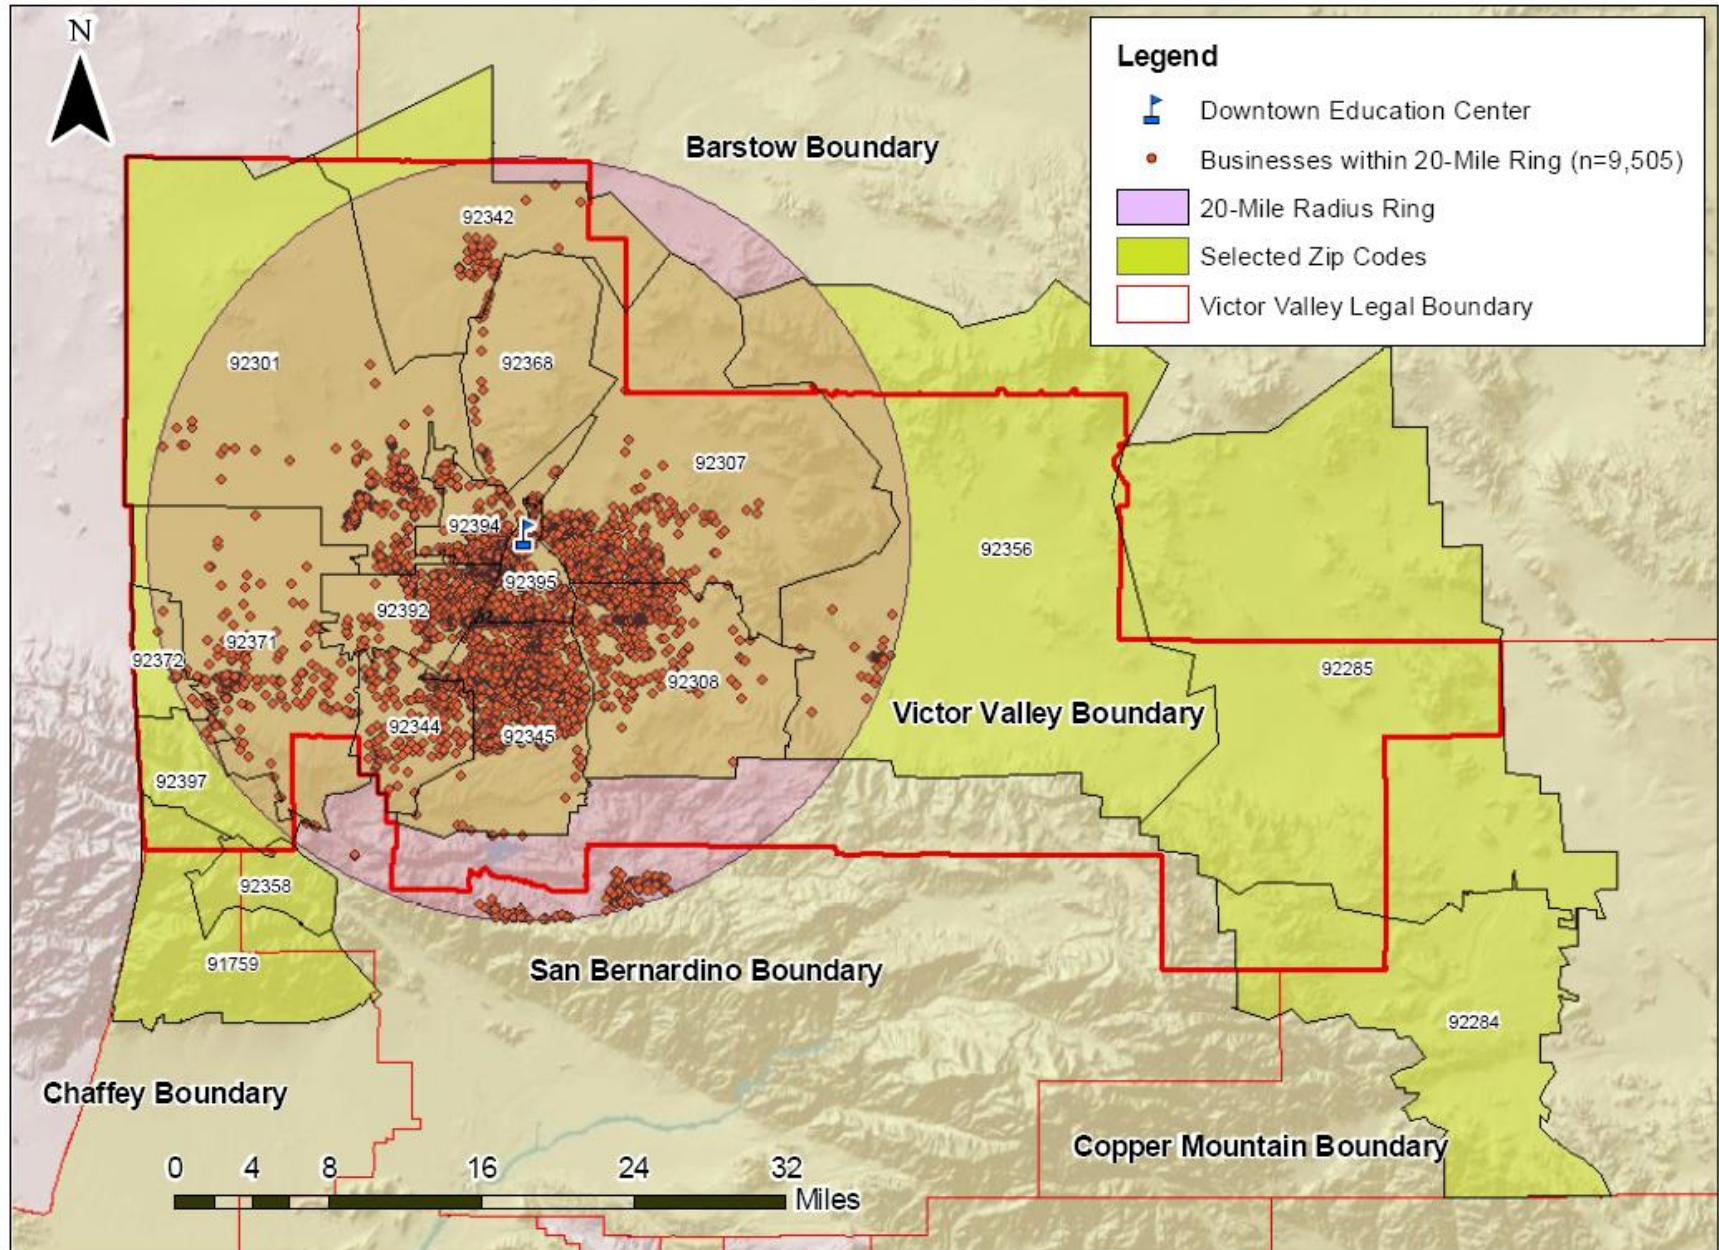 N
Legend
Downtown Education Center
Businesses within 20-Mile Ring (n=9,505)
20-Mile Radius Ring
Selected Zip Codes
Victor Valley Legal Boundary
Barstow Boundary
92342
92301
92368
92307
92394
92356
92395
92392
92371
92372
92308
92285
Victor Valley Boundary
92344
92345
92397
92358
91759
San Bernardino Boundary
92284
Chaffey Boundary
Copper Mountain Boundary
0 4 8 16 24 32
Miles